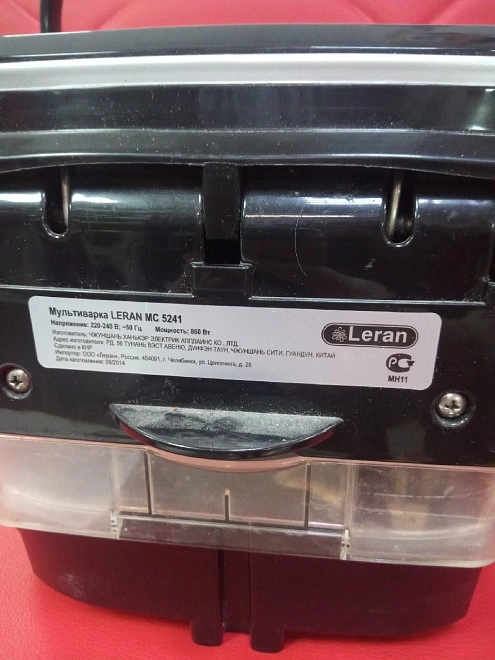 Мультиварка LERAN MC 5241
Напряжение: 220-240 В; ~50 Гц Мощность: 860 Вт
Изготовитель: ЧЖУНШАНЬ ХАНЬКЭР ЭЛЕКТРИК АППЛАИНС КО., ЛТД.
Адрес изготовителя: РД, 56 ТУНАНЬ ВЭСТ АВЕНЮ, ДУНФЭН ТАУН, ЧЖУНШАНЬ СИТИ, ГУАНДУН, КИТАЙ
Сделано в КНР
Импортер: ООО «Леран», Россия, 454091, г. Челябинск, ул. Цвиллинга, д. 28
Дата изготовления: 09/2014
Leran
МН11